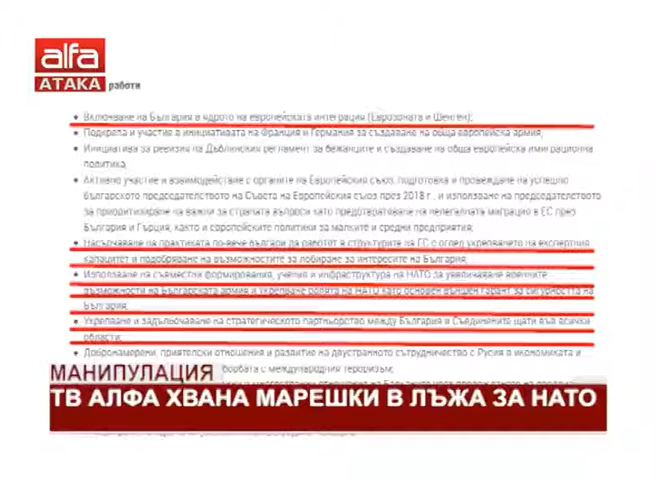 alfa
АТАКА
работи
Включване на България в ядрото на европейската интеграция (Еврозоната и Шенген);
Подкрепа и участие в инициативата на Франция и Германия за създаване на обща европейска армия;
Инициатива за ревизия на Дъблинския регламент за бежанците и създаване на обща европейска имиграционна
политика
Активно участие и взаимодействие с органите на Европейския съюз, подготовка и провеждане на успешно
българското председателството на Съвета на Европейския съюз през 2018 г., и използване на председателството
за приоритизиране на важни за страната въпроси като предотвратяване на нелегалната миграция в ЕС през
България и Гърция, както и европейските политики за малките и средни предприятия;
Насърчаване на практиката по-вече българи да работят в структурите на ЕС с оглед укрепването на експертния
капацитет и подобряване на възможностите за лобиране за интересите на България;
Използване на съвместни формирования, учения и инфраструктура на НАТО за увеличаване
възможности на Българската армия и укрепване ролята на НАТО като основен външен гарант за сигурността на
България;
Укрепване и задълбочаване на стратегическото партньорство между България и Съединените щати във всички
области;
Добронамерени, приятелски отношения и развитие на двустранното сътрудничество с Русия в икономиката и
борбата с международния тероризъм;
МАНИПУЛАЦИЯ
ТВ АЛФА ХВАНА МАРЕШКИ В ЛЪЖА ЗА НАТО